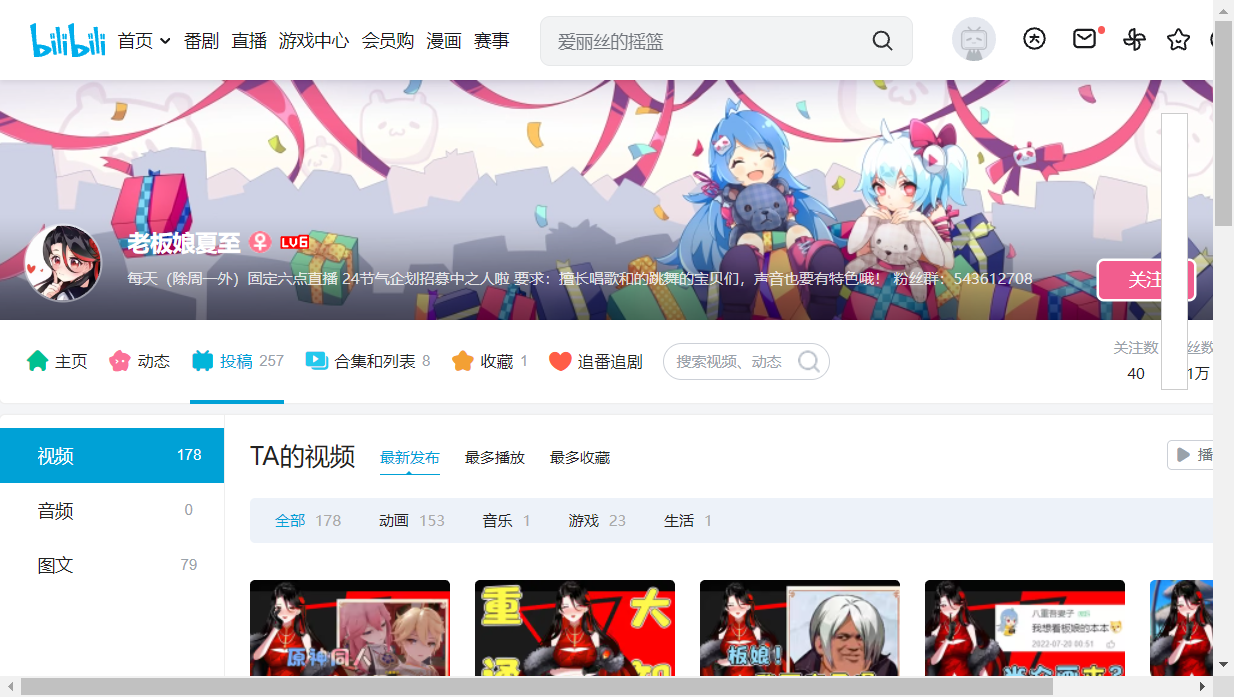 bilibili 首页 番剧 直播 游戏中心 会员购 漫画 赛事 爱丽丝的摇篮
老板娘夏至 LV6
每天（除周一外）固定六点直播 24节气企划招募中之人啦 要求：擅长唱歌和的跳舞的宝贝们，声音也要有特色哦！ 粉丝群：543612708
关注
主页 动态 投稿 257 合集和列表 8 收藏 1 追番追剧 搜索视频、动态
关注数 丝数
40 1万
视频 178
音频 0
图文 79
TA的视频 最新发布 最多播放 最多收藏 播
全部 178 动画 153 音乐 1 游戏 23 生活 1
原神同人
重大
通知
板娘！
八重吾妻子
我想看板娘的本本
2022-07-20 00:51